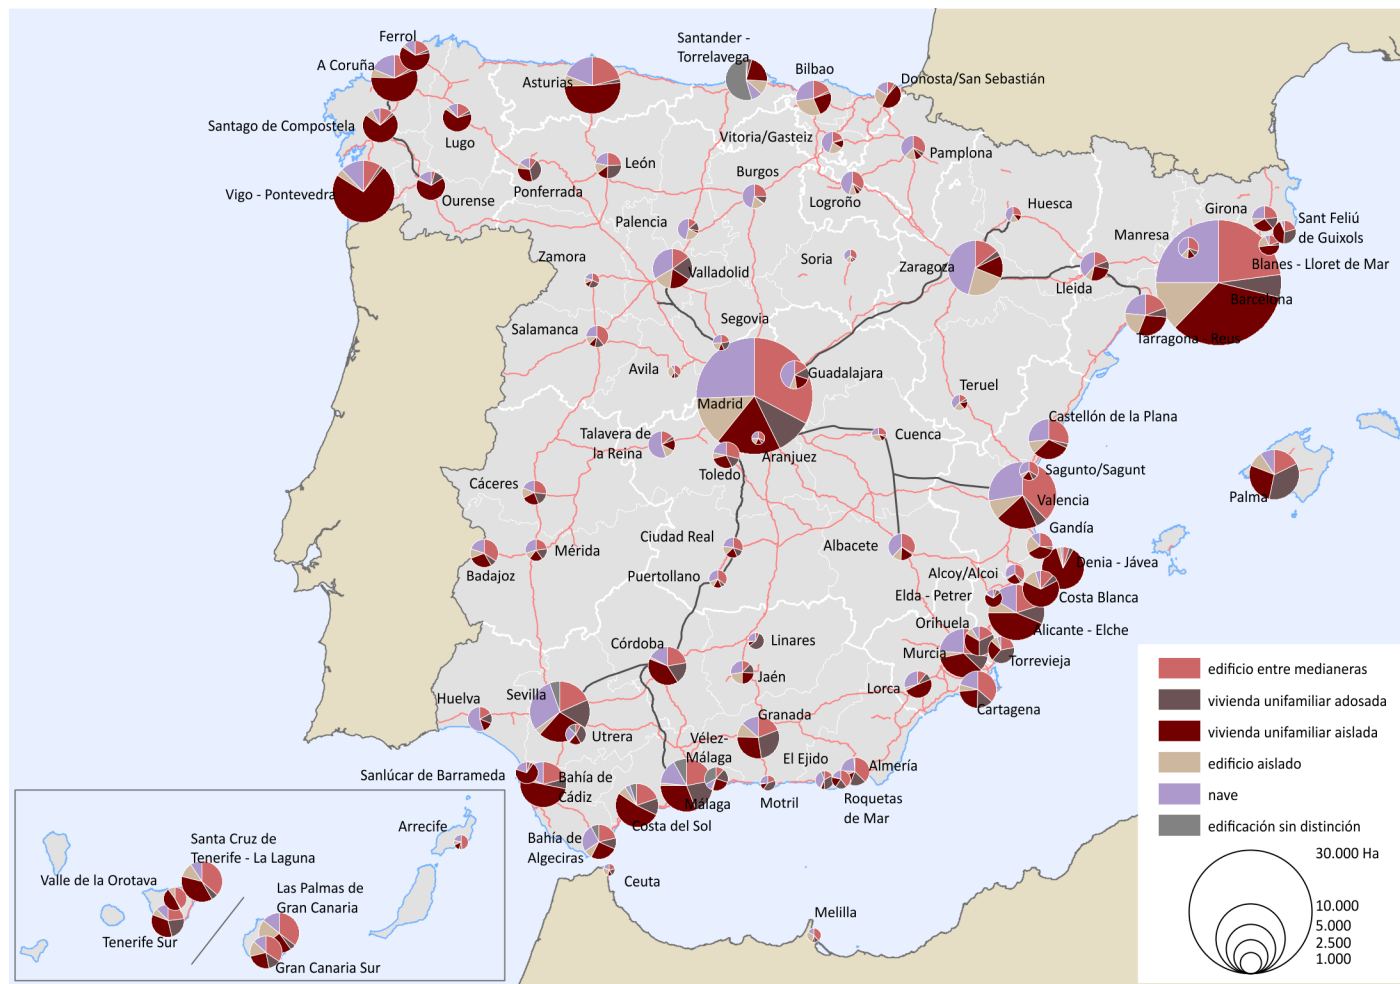 Ferrol
A Coruña
Asturias
Santander -
Torrelavega
Bilbao
Donosta/San Sebastián
Santago de Compostela
Lugo
Vitoria/Gasteiz
Pamplona
Vigo - Pontevedra
Ourense
Ponferrada
León
Burgos
Logroño
Huesca
Girona
Sant Feliú
de Guixols
Palencia
Manresa
Blanes - Lloret de Mar
Zamora
Valladolid
Soria
Zaragoza
Lleida
Barcelona
Salamanca
Segovia
Tarragona - Reus
Avila
Guadalajara
Teruel
Madrid
Castellón de la Plana
Talavera de
la Reina
Cuenca
Aranjuez
Toledo
Sagunto/Sagunt
Cáceres
Valencia
Palma
Gandía
Mérida
Ciudad Real
Albacete
Badajoz
Puertollano
Denia - Jávea
Alcoy/Alcoi
Elda - Petrer
Costa Blanca
Orihuela
Alicante - Elche
Córdoba
Linares
Murcia
Torrevieja
Jaén
Lorca
Huelva
Sevilla
Cartagena
Granada
Utrera
Vélez-
Málaga
El Ejido
Almería
Sanlúcar de Barrameda
Bahía de
Cádiz
Málaga
Motril
Roquetas
de Mar
Costa del Sol
Bahía de
Algeciras
Ceuta
Melilla
Arrecife
Santa Cruz de
Tenerife - La Laguna
Valle de la Orotava
Las Palmas de
Gran Canaria
Tenerife Sur
Gran Canaria Sur
edificio entre medianeras
vivienda unifamiliar adosada
vivienda unifamiliar aislada
edificio aislado
nave
edificación sin distinción
30.000 Ha
10.000
5.000
2.500
1.000